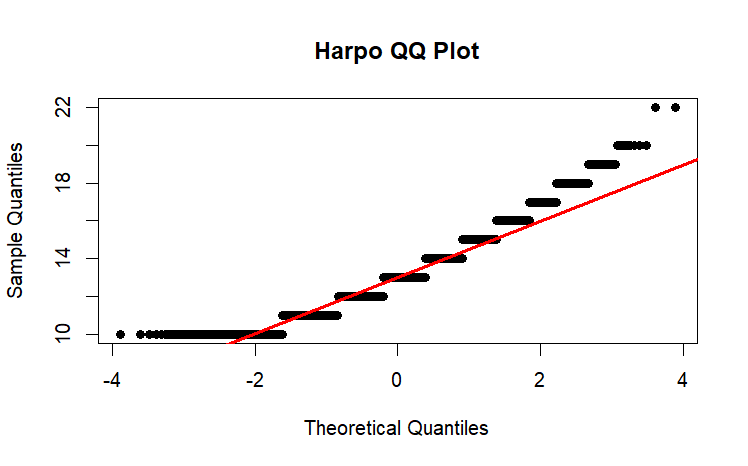 Harpo QQ Plot
Sample Quantiles
22
18
14
10
-4 -2 0 2 4
Theoretical Quantiles